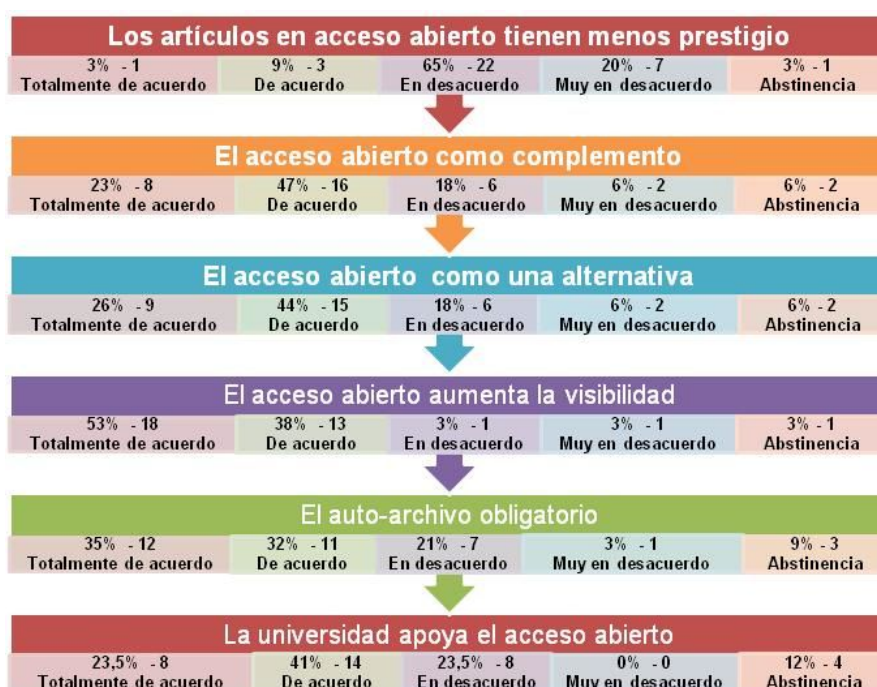 Los artículos en acceso abierto tienen menos prestigio
3% - 1 9% - 3 65% - 22 20% - 7 3% - 1
Totalmente de acuerdo De acuerdo En desacuerdo Muy en desacuerdo Abstinencia
El acceso abierto como complemento
23% - 8 47% - 16 18% - 6 6% - 2 6% - 2
Totalmente de acuerdo De acuerdo En desacuerdo Muy en desacuerdo Abstinencia
El acceso abierto como una alternativa
26% - 9 44% - 15 18% - 6 6% - 2 6% - 2
Totalmente de acuerdo De acuerdo En desacuerdo Muy en desacuerdo Abstinencia
El acceso abierto aumenta la visibilidad
53% - 18 38% - 13 3% - 1 3% - 1 3% - 1
Totalmente de acuerdo De acuerdo En desacuerdo Muy en desacuerdo Abstinencia
El auto-archivo obligatorio
35% - 12 32% - 11 21% - 7 3% - 1 9% - 3
Totalmente de acuerdo De acuerdo En desacuerdo Muy en desacuerdo Abstinencia
La universidad apoya el acceso abierto
23,5% - 8 41% - 14 23,5% - 8 0% - 0 12% - 4
Totalmente de acuerdo De acuerdo En desacuerdo Muy en desacuerdo Abstinencia